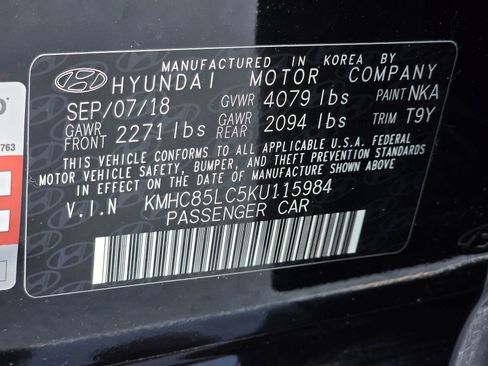 MANUFACTURED IN KOREA BY
HYUNDAI MOTOR COMPANY
SEP/07/18 GVWR 4079 lbs PAINT NKA
GAWR FRONT 2271 lbs GAWR REAR 2094 lbs TRIM T9Y
THIS VEHICLE CONFORMS TO ALL APPLICABLE U.S.A. FEDERAL
MOTOR VEHICLE SAFETY, BUMPER, AND THEFT PREVENTION STANDARDS
IN EFFECT ON THE DATE OF MANUFACTURE SHOWN ABOVE.
V.I.N KMHC85LC5KU115984
PASSENGER CAR
763